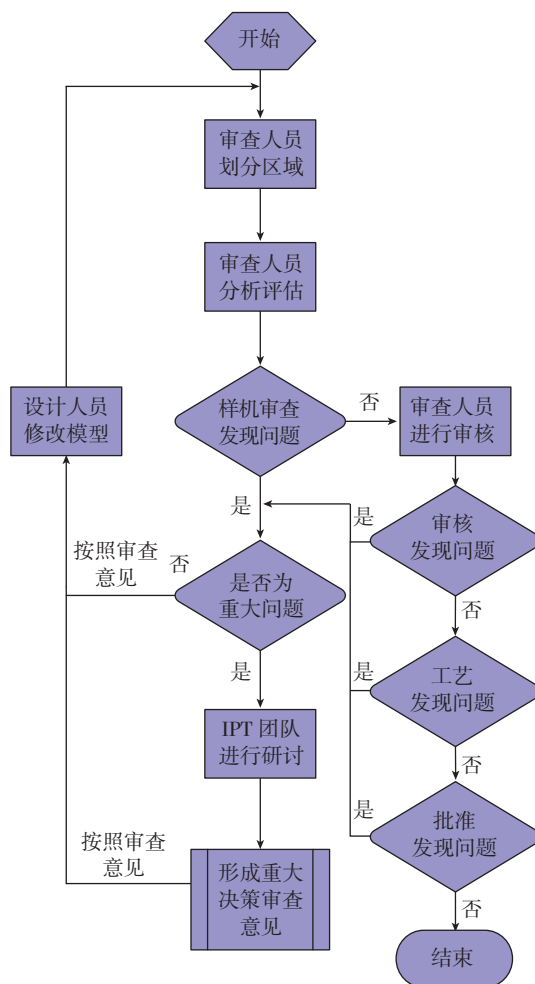 开始
审查人员
划分区域
审查人员
分析评估
样机审查
发现问题
否
审查人员
进行审核
设计人员
修改模型
是
是
审核
发现问题
按照审查
意见
否
是否为
重大问题
否
是
是
工艺
发现问题
IPT 团队
进行研讨
否
是
批准
发现问题
按照审查
意见
形成重大
决策审查
意见
否
结束